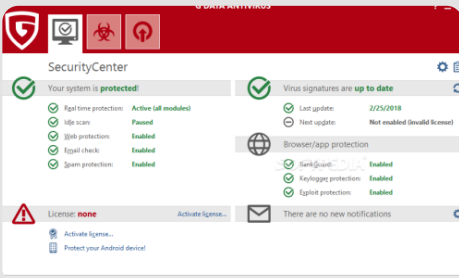 G DATA ANTIVIRUS
SecurityCenter
Your system is protected!
Real time protection: Active (all modules)
Idle scan: Paused
Web protection: Enabled
Email check: Enabled
Spam protection: Enabled
Virus signatures are up to date
Last update: 2/25/2018
Next update: Not enabled (invalid license)
Browser/app protection
BankGuard: Enabled
Keylogger protection: Enabled
Exploit protection: Enabled
License: none
Activate license...
Activate license...
Protect your Android device!
There are no new notifications